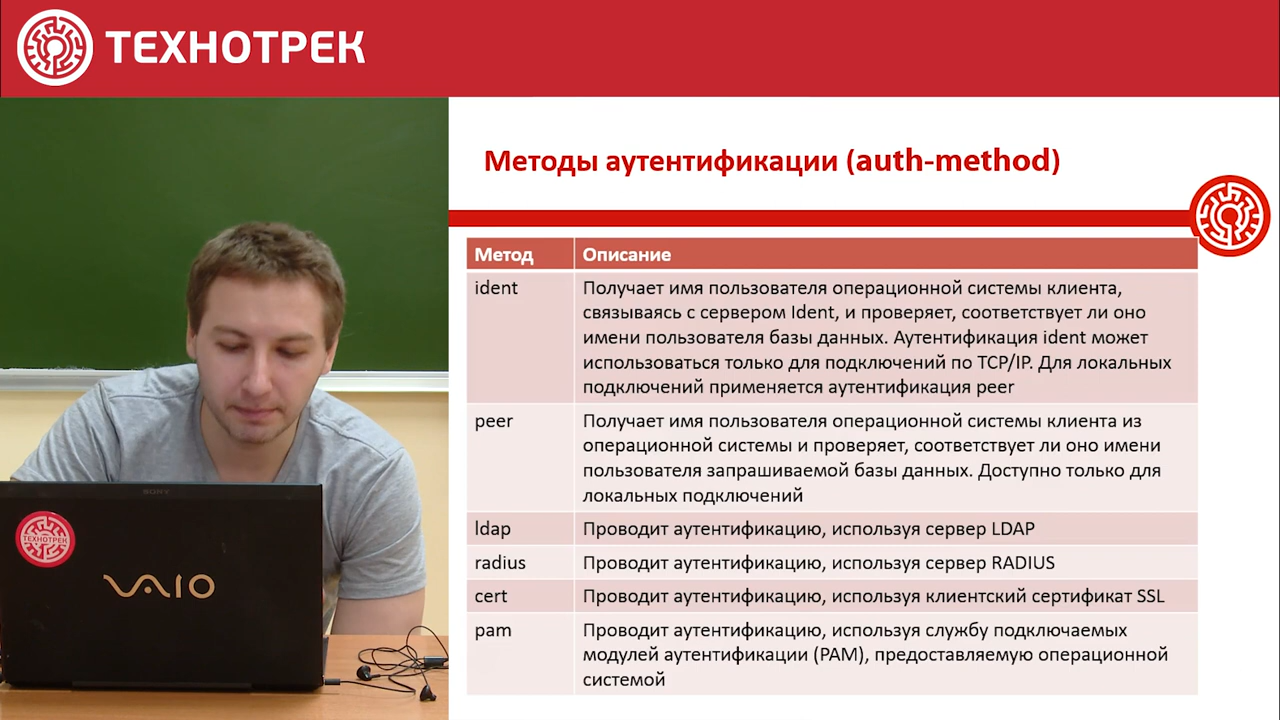 ТЕХНОТРЕК
Методы аутентификации (auth-method)
Метод Описание
ident Получает имя пользователя операционной системы клиента,
связываясь с сервером Ident, и проверяет, соответствует ли оно
имени пользователя базы данных. Аутентификация ident может
использоваться только для подключений по TCP/IP. Для локальных
подключений применяется аутентификация peer
peer Получает имя пользователя операционной системы клиента из
операционной системы и проверяет, соответствует ли оно имени
пользователя запрашиваемой базы данных. Доступно только для
локальных подключений
ldap Проводит аутентификацию, используя сервер LDAP
radius Проводит аутентификацию, используя сервер RADIUS
cert Проводит аутентификацию, используя клиентский сертификат SSL
pam Проводит аутентификацию, используя службу подключаемых
модулей аутентификации (PAM), предоставляемую операционной
системой
SONY
ТЕХНОТРЕК
VAIO